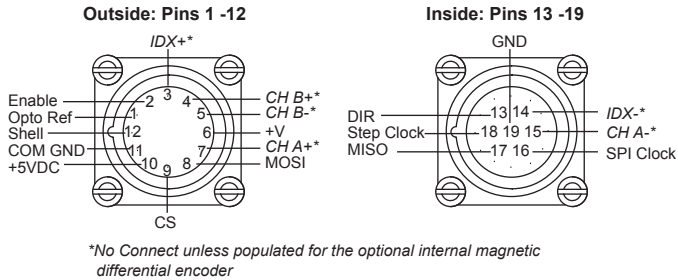 Outside: Pins 1 -12
IDX+*
Enable
Opto Ref
Shell
COM GND
+5VDC
2
3
4
1
5
12
6
11
7
10
9
8
CH B+*
CH B-*
+V
CH A+*
MOSI
CS
Inside: Pins 13 -19
GND
DIR
Step Clock
MISO
13
14
18
19
15
17
16
IDX-*
CH A-*
SPI Clock
*No Connect unless populated for the optional internal magnetic
differential encoder